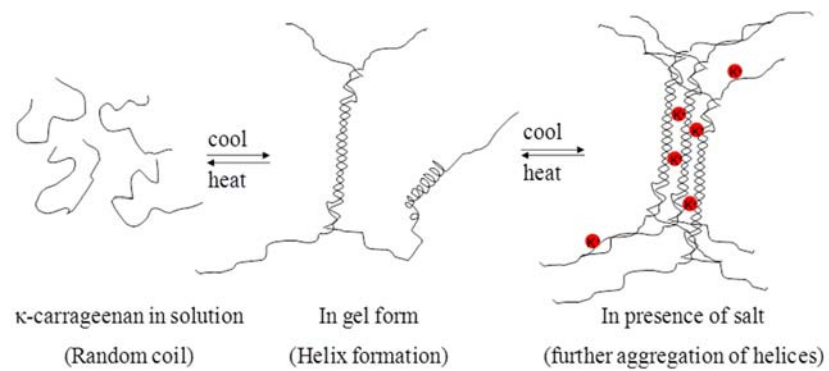 cool
heat
cool
heat
K⁺
K⁺
K⁺
K⁺
K⁺
K⁺
κ-carrageenan in solution
(Random coil)
In gel form
(Helix formation)
In presence of salt
(further aggregation of helices)